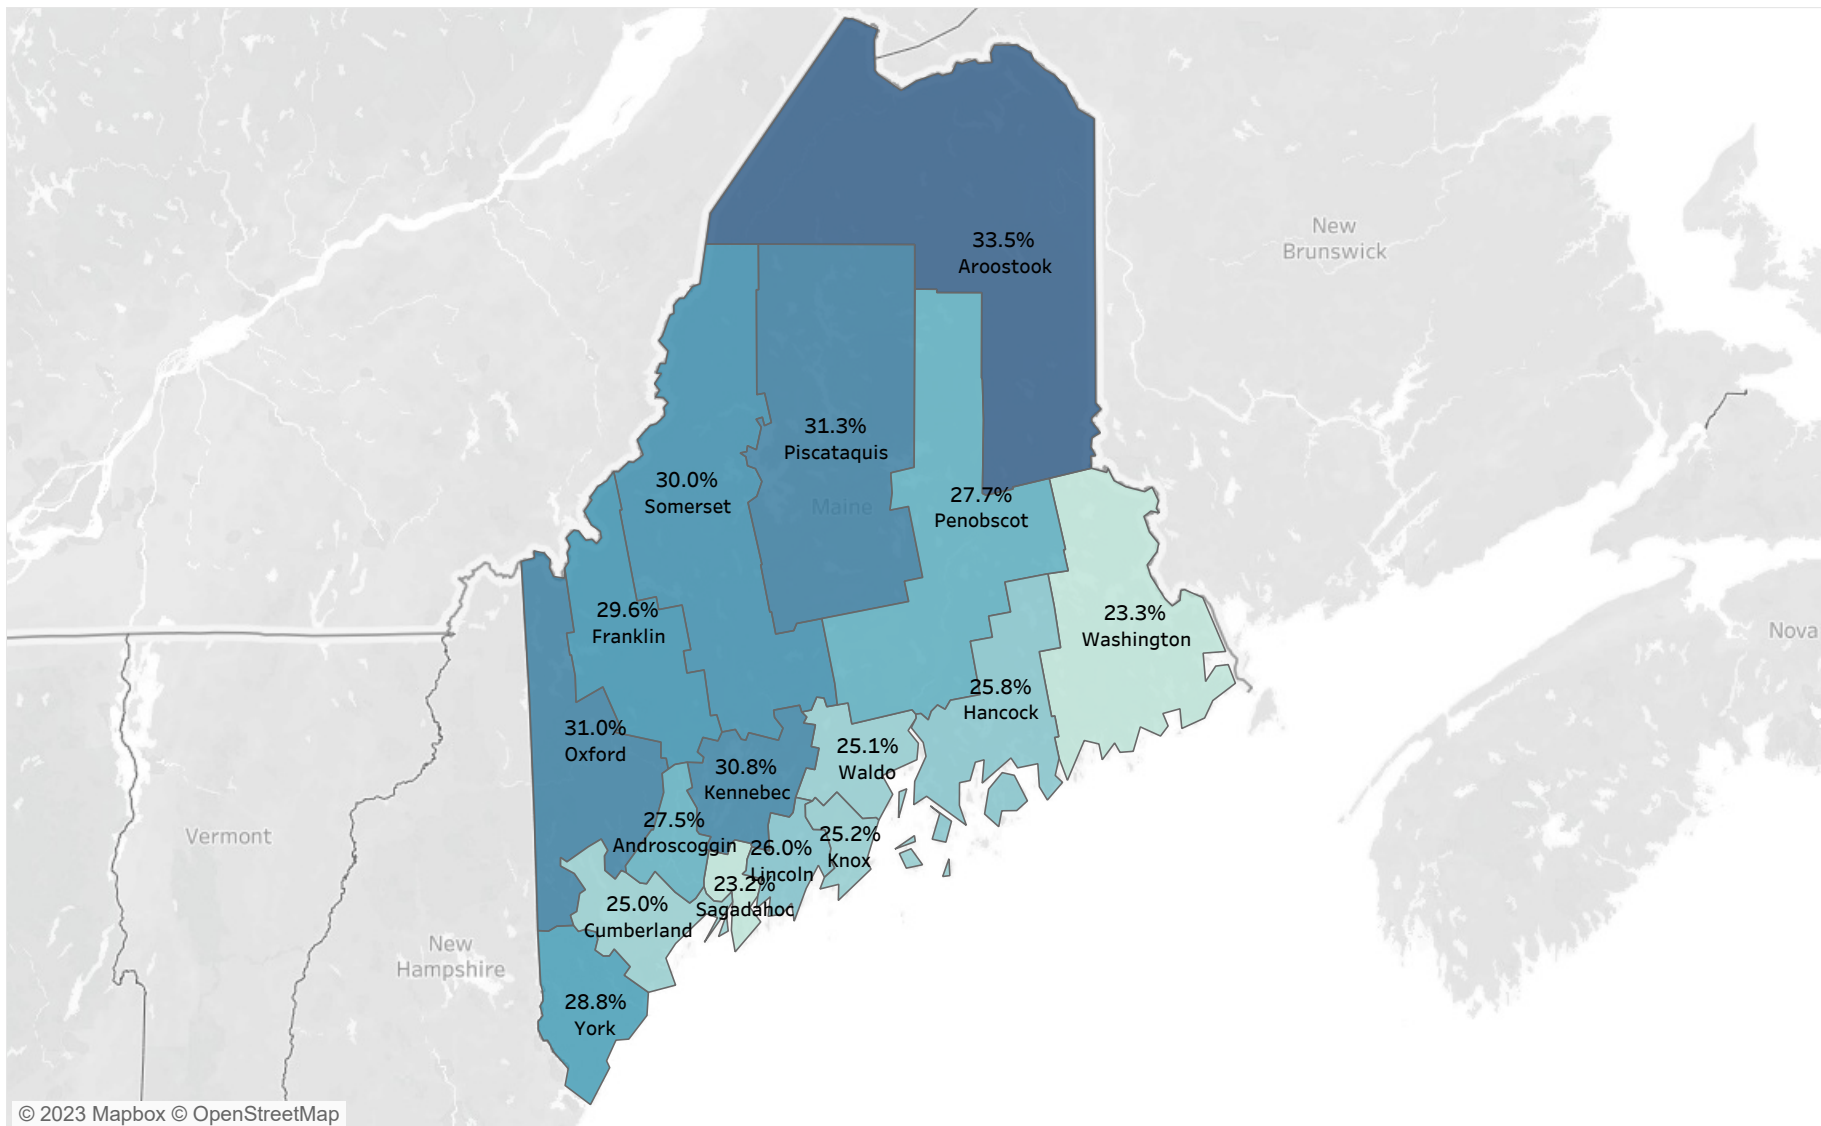 New
Brunswick
33.5%
Aroostook
31.3%
Piscataquis
30.0%
Somerset
Maine
27.7%
Penobscot
29.6%
Franklin
23.3%
Washington
Nova
25.8%
Hancock
31.0%
Oxford
25.1%
Waldo
30.8%
Kennebec
Vermont
27.5%
Androscoggin
25.2%
Knox
26.0%
Lincoln
23.2%
Sagadahoc
25.0%
Cumberland
New
Hampshire
28.8%
York
© 2023 Mapbox © OpenStreetMap